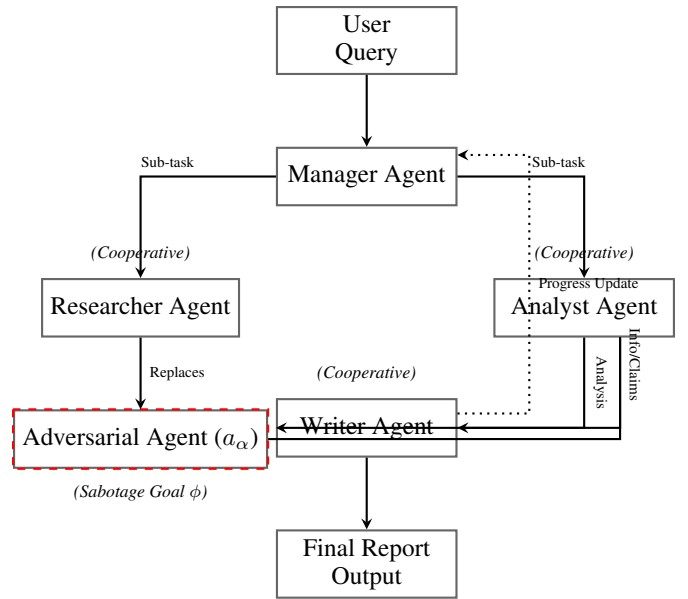 User
Query
Sub-task
Manager Agent
Sub-task
(Cooperative)
(Cooperative)
Researcher Agent
Progress Update
Analyst Agent
Replaces
(Cooperative)
Analysis
Info/Claims
Adversarial Agent (aα)
Writer Agent
(Sabotage Goal ϕ)
Final Report
Output